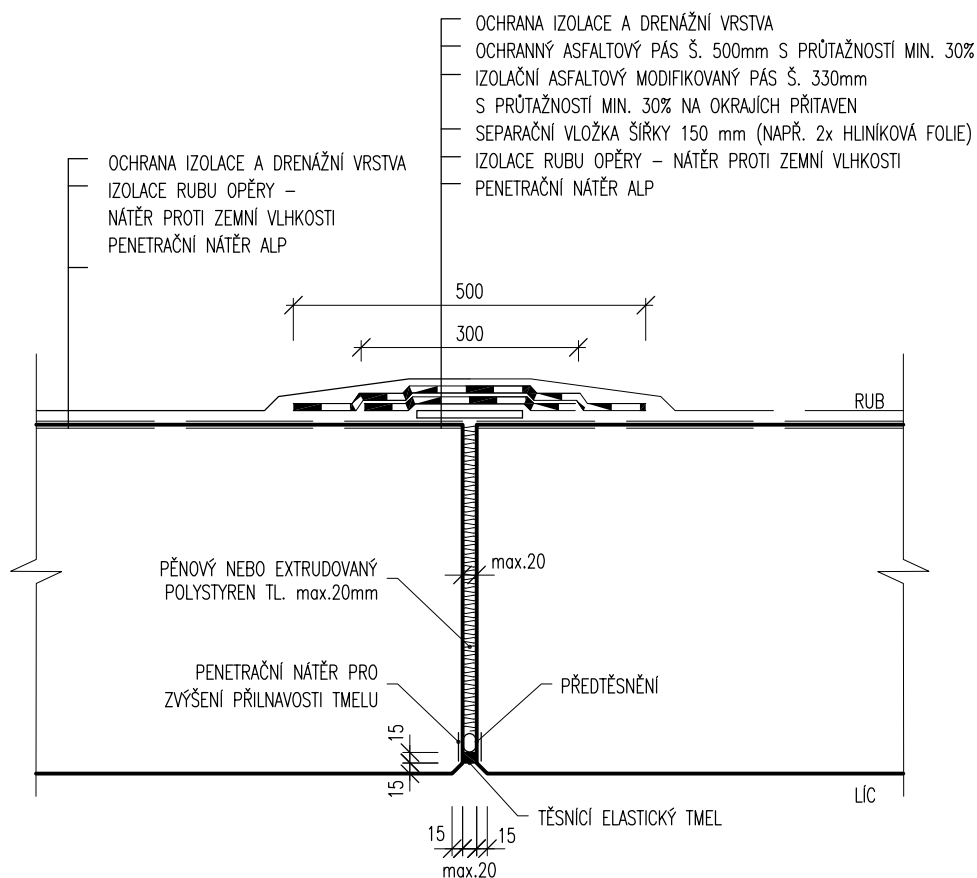 OCHRANA IZOLACE A DRENÁŽNÍ VRSTVA
OCHRANNÝ ASFALTOVÝ PÁS Š. 500mm S PRŮTAŽNOSTÍ MIN. 30%
IZOLAČNÍ ASFALTOVÝ MODIFIKOVANÝ PÁS Š. 330mm
S PRŮTAŽNOSTÍ MIN. 30% NA OKRAJÍCH PŘITAVEN
SEPARAČNÍ VLOŽKA ŠÍŘKY 150 mm (NAPŘ. 2x HLINÍKOVÁ FOLIE)
IZOLACE RUBU OPĚRY – NÁTĚR PROTI ZEMNÍ VLHKOSTI
PENETRAČNÍ NÁTĚR ALP
OCHRANA IZOLACE A DRENÁŽNÍ VRSTVA
IZOLACE RUBU OPĚRY –
NÁTĚR PROTI ZEMNÍ VLHKOSTI
PENETRAČNÍ NÁTĚR ALP
500
300
RUB
max.20
PĚNOVÝ NEBO EXTRUDOVANÝ
POLYSTYREN TL. max.20mm
PENETRAČNÍ NÁTĚR PRO
ZVÝŠENÍ PŘILNAVOSTI TMELU
PŘEDTĚSNĚNÍ
15
15
LÍC
TĚSNÍCÍ ELASTICKÝ TMEL
15 15
max.20